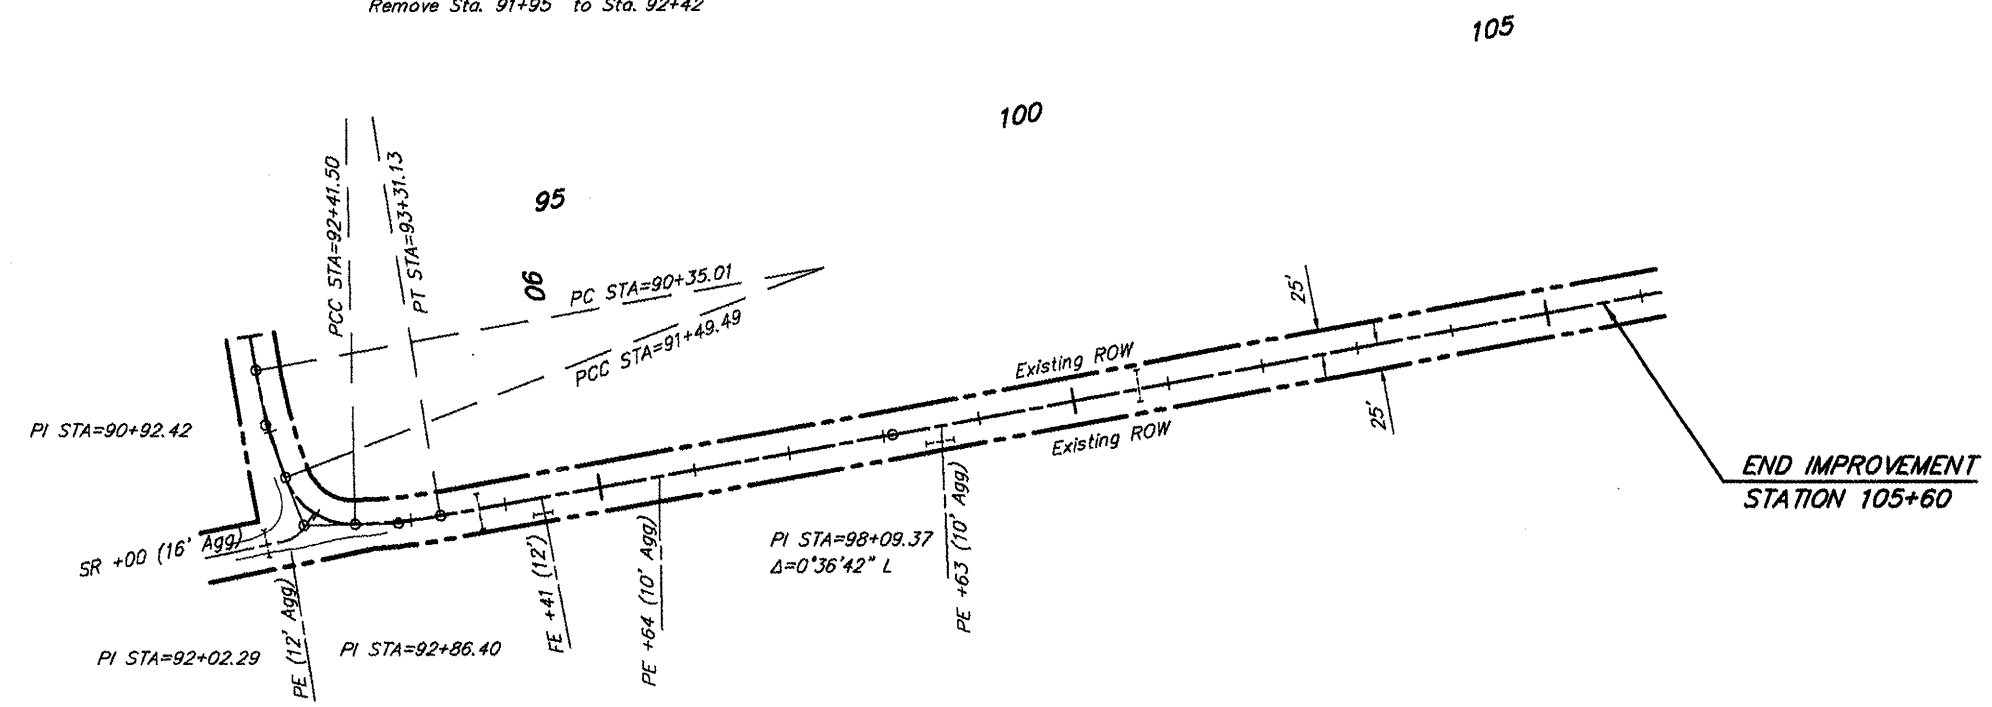 Remove Sta. 91+95 to Sta. 92+42
105
100
95
90
PCC STA=92+41.50
PT STA=93+31.13
PC STA=90+35.01
PCC STA=91+49.49
25'
Existing ROW
Existing ROW
25'
PI STA=90+92.42
END IMPROVEMENT
STATION 105+60
SR +00 (16' Agg)
PE (12' Agg)
FE +41 (12')
PE +64 (10' Agg)
PI STA=98+09.37
Δ=0°36'42" L
PE +63 (10' Agg)
PI STA=92+02.29
PI STA=92+86.40